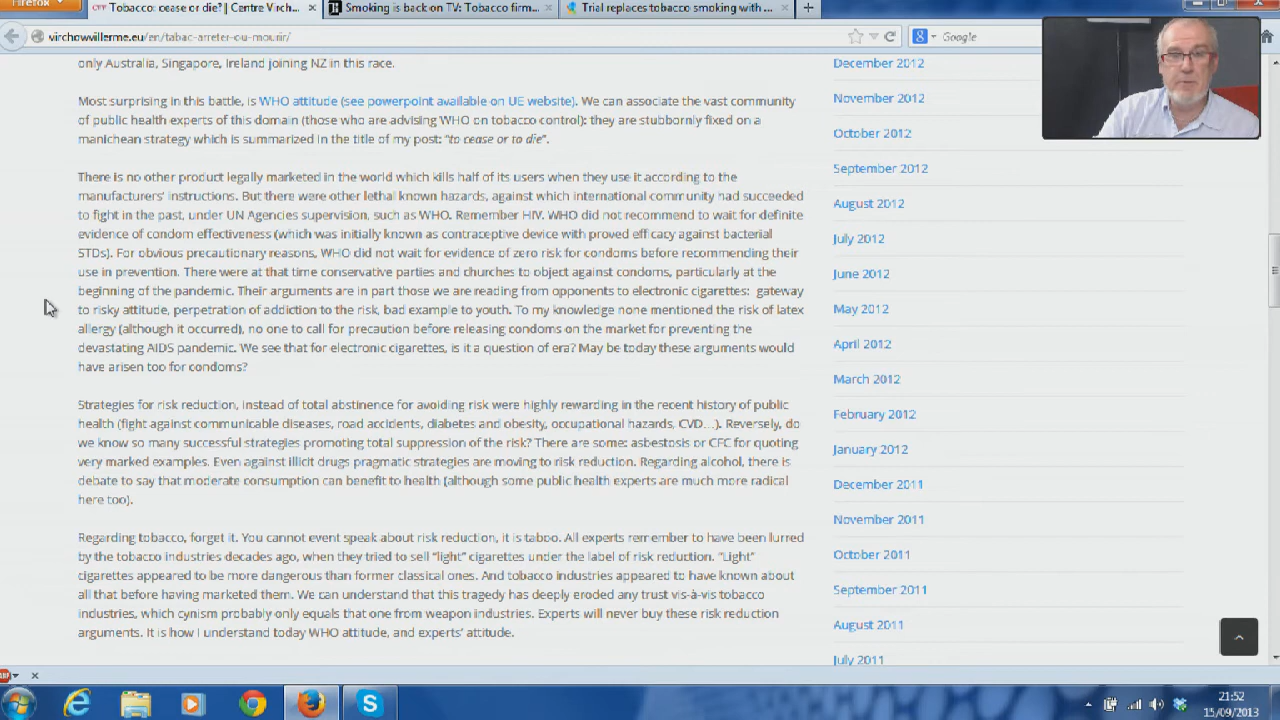 Firefox
Tobacco: cease or die? | Centre Virch...
Smoking is back on TV: Tobacco firm...
Trial replaces tobacco smoking with ...
virchowvillerme.eu/en/tabac-arreter-ou-mourir/
Google
only Australia, Singapore, Ireland joining NZ in this race.
Most surprising in this battle, is WHO attitude (see powerpoint available on UE website). We can associate the vast community
of public health experts of this domain (those who are advising WHO on tobacco control): they are stubbornly fixed on a
manichean strategy which is summarized in the title of my post: “to cease or to die”.
There is no other product legally marketed in the world which kills half of its users when they use it according to the
manufacturers’ instructions. But there were other lethal known hazards, against which international community had succeeded
to fight in the past, under UN Agencies supervision, such as WHO. Remember HIV. WHO did not recommend to wait for definite
evidence of condom effectiveness (which was initially known as contraceptive device with proved efficacy against bacterial
STDs). For obvious precautionary reasons, WHO did not wait for evidence of zero risk for condoms before recommending their
use in prevention. There were at that time conservative parties and churches to object against condoms, particularly at the
beginning of the pandemic. Their arguments are in part those we are reading from opponents to electronic cigarettes: gateway
to risky attitude, perpetration of addiction to the risk, bad example to youth. To my knowledge none mentioned the risk of latex
allergy (although it occurred), no one to call for precaution before releasing condoms on the market for preventing the
devastating AIDS pandemic. We see that for electronic cigarettes, is it a question of era? May be today these arguments would
have arisen too for condoms?
Strategies for risk reduction, instead of total abstinence for avoiding risk were highly rewarding in the recent history of public
health (fight against communicable diseases, road accidents, diabetes and obesity, occupational hazards, CVD…). Reversely, do
we know so many successful strategies promoting total suppression of the risk? There are some: asbestosis or CFC for quoting
very marked examples. Even against illicit drugs pragmatic strategies are moving to risk reduction. Regarding alcohol, there is
debate to say that moderate consumption can benefit to health (although some public health experts are much more radical
here too).
Regarding tobacco, forget it. You cannot event speak about risk reduction, it is taboo. All experts remember to have been lurred
by the tobacco industries decades ago, when they tried to sell “light” cigarettes under the label of risk reduction. “Light”
cigarettes appeared to be more dangerous than former classical ones. And tobacco industries appeared to have known about
all that before having marketed them. We can understand that this tragedy has deeply eroded any trust vis-à-vis tobacco
industries, which cynism probably only equals that one from weapon industries. Experts will never buy these risk reduction
arguments. It is how I understand today WHO attitude, and experts’ attitude.
December 2012
November 2012
October 2012
September 2012
August 2012
July 2012
June 2012
May 2012
April 2012
March 2012
February 2012
January 2012
December 2011
November 2011
October 2011
September 2011
August 2011
July 2011
21:52
15/09/2013